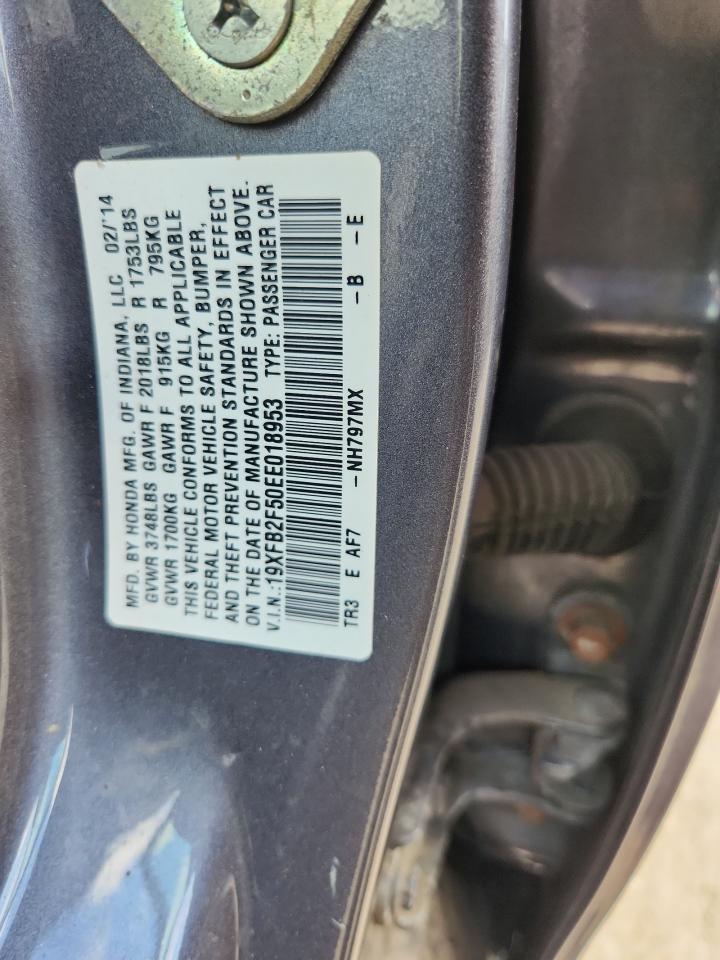 MFD. BY HONDA MFG. OF INDIANA, LLC 02/'14
GVWR 3748LBS GAWR F 2018LBS R 1753LBS
GVWR 1700KG GAWR F 915KG R 795KG
THIS VEHICLE CONFORMS TO ALL APPLICABLE
FEDERAL MOTOR VEHICLE SAFETY, BUMPER,
AND THEFT PREVENTION STANDARDS IN EFFECT
ON THE DATE OF MANUFACTURE SHOWN ABOVE.
V.I.N.:19XFB2F50EE018953 TYPE: PASSENGER CAR
TR3 E AF7 -NH797MX -B -E